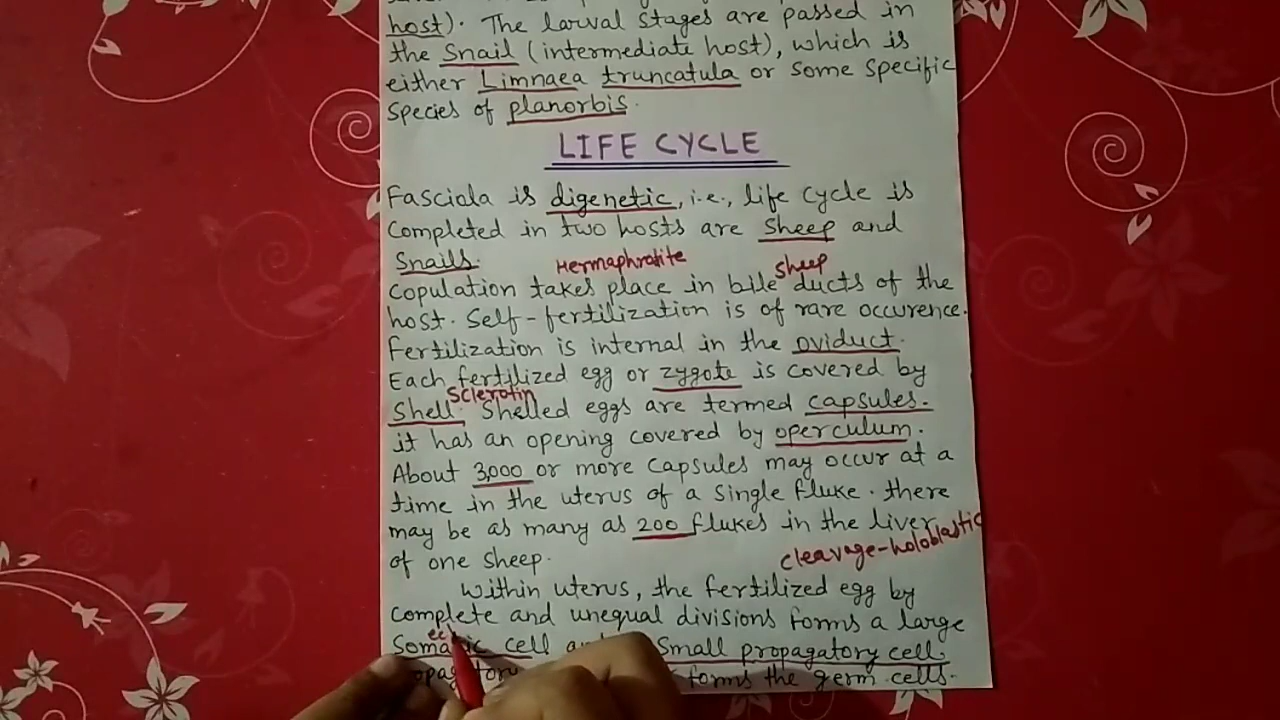 host). The larval stages are passed in
the Snail (intermediate host), which is
either Limnaea truncatula or some specific
species of planorbis.
LIFE CYCLE
Fasciola is digenetic, i.e., life cycle is
completed in two hosts are Sheep and
Snails.
Hermaphrodite
Sheep
Copulation takes place in bile ducts of the
host. Self-fertilization is of rare occurence.
Fertilization is internal in the oviduct.
Each fertilized egg or zygote is covered by
Sclerotin
Shell. Shelled eggs are termed capsules.
it has an opening covered by operculum.
About 3,000 or more capsules may occur at a
time in the uterus of a single fluke. there
may be as many as 200 flukes in the liver
of one sheep.
cleavage-holoblastic
Within uterus, the fertilized egg by
complete and unequal divisions forms a large
Somatic cell Small propagatory cell.
forms the germ cells.